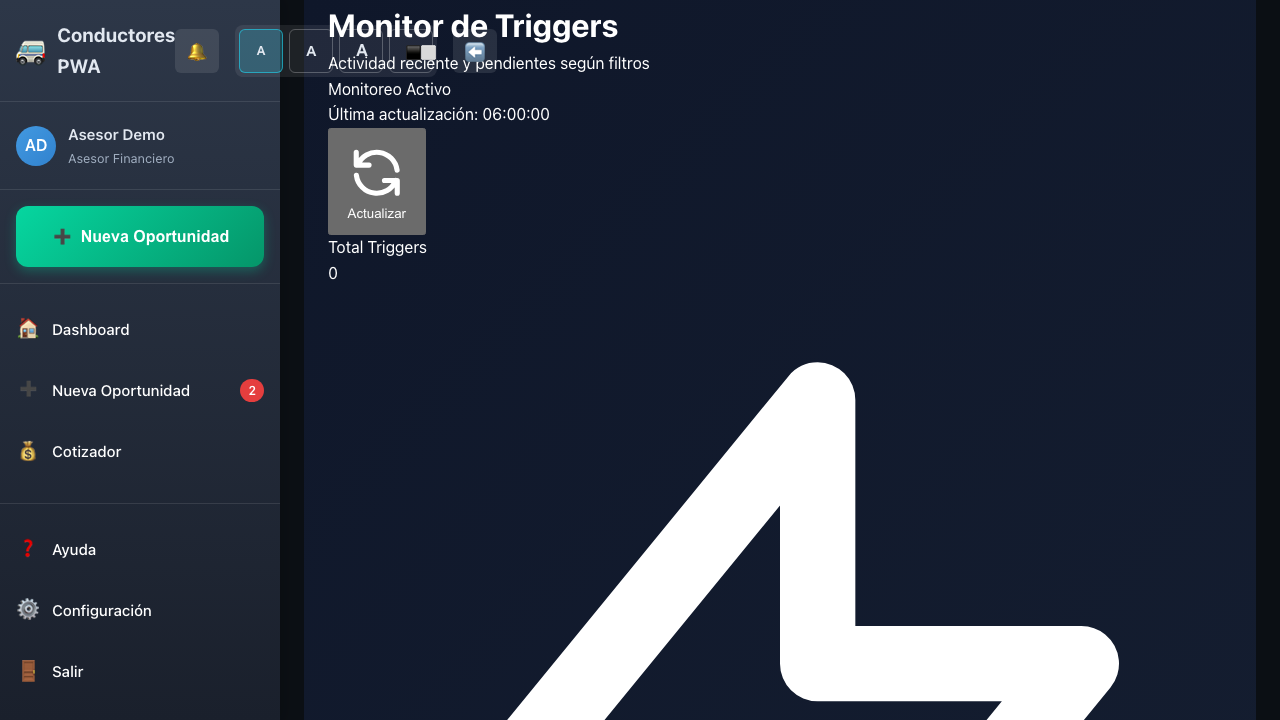 Conductores
PWA
A
A
A
Asesor Demo
AD
Asesor Financiero
Nueva Oportunidad
Dashboard
Nueva Oportunidad
2
Cotizador
Ayuda
Configuración
Salir
Monitor de Triggers
Actividad reciente y pendientes según filtros
Monitoreo Activo
Última actualización: 06:00:00
Actualizar
Total Triggers
0